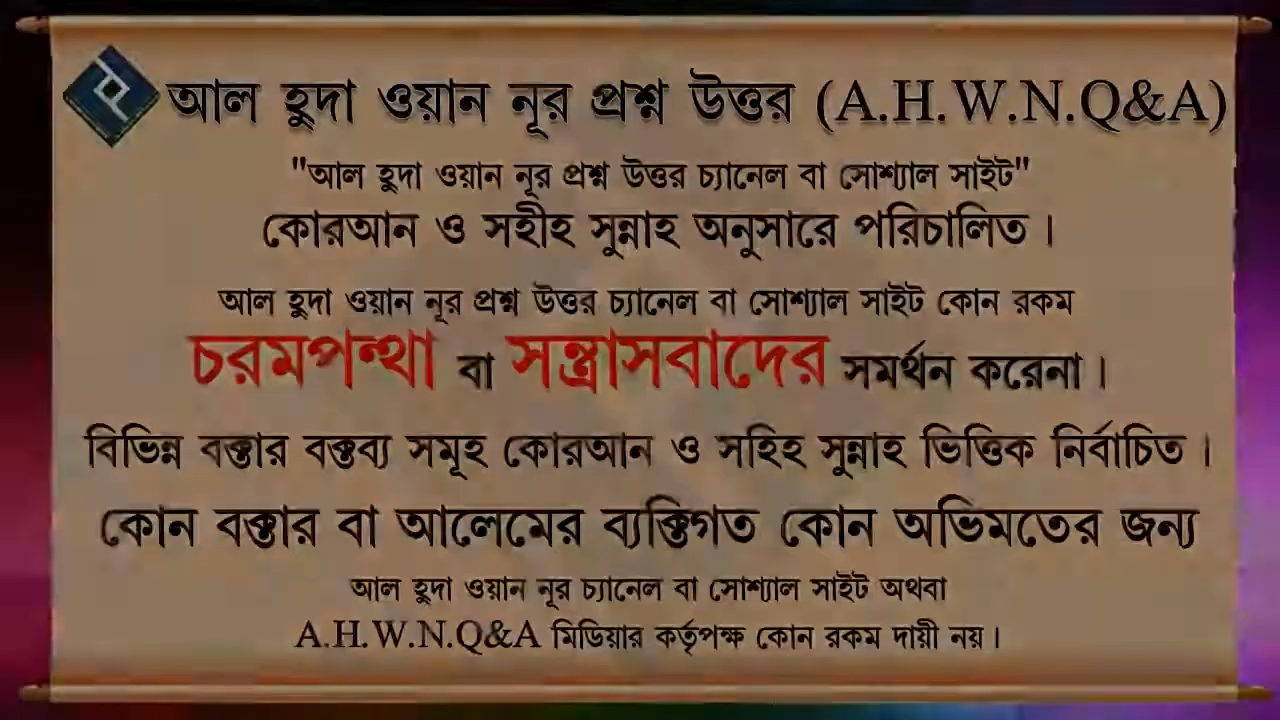 আল হুদা ওয়ান নূর প্রশ্ন উত্তর (A.H.W.N.Q&A)
"আল হুদা ওয়ান নূর প্রশ্ন উত্তর চ্যানেল বা সোশ্যাল সাইট"
কোরআন ও সহীহ সুন্নাহ অনুসারে পরিচালিত।
আল হুদা ওয়ান নূর প্রশ্ন উত্তর চ্যানেল বা সোশ্যাল সাইট কোন রকম
চরমপন্থা বা সন্ত্রাসবাদের সমর্থন করেনা।
বিভিন্ন বক্তার বক্তব্য সমূহ কোরআন ও সহিহ সুন্নাহ ভিত্তিক নির্বাচিত।
কোন বক্তার বা আলেমের ব্যক্তিগত কোন অভিমতের জন্য
আল হুদা ওয়ান নূর চ্যানেল বা সোশ্যাল সাইট অথবা
A.H.W.N.Q&A মিডিয়ার কর্তৃপক্ষ কোন রকম দায়ী নয়।